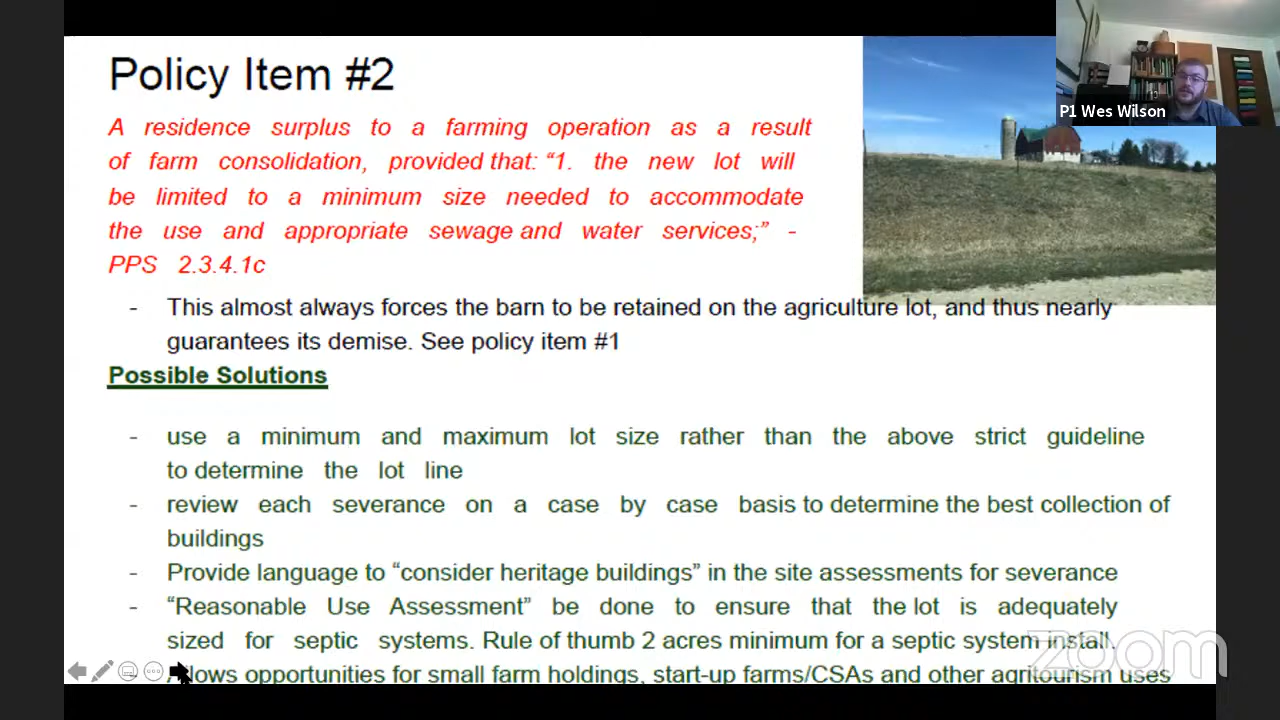 Policy Item #2
P1 Wes Wilson
A residence surplus to a farming operation as a result
of farm consolidation, provided that: “1. the new lot will
be limited to a minimum size needed to accommodate
the use and appropriate sewage and water services;” -
PPS 2.3.4.1c
- This almost always forces the barn to be retained on the agriculture lot, and thus nearly
guarantees its demise. See policy item #1
Possible Solutions
- use a minimum and maximum lot size rather than the above strict guideline
to determine the lot line
- review each severance on a case by case basis to determine the best collection of
buildings
- Provide language to “consider heritage buildings” in the site assessments for severance
- “Reasonable Use Assessment” be done to ensure that the lot is adequately
sized for septic systems. Rule of thumb 2 acres minimum for a septic system install.
opportunities for small farm holdings, start-up farms/CSAs and other agritourism uses
zoom